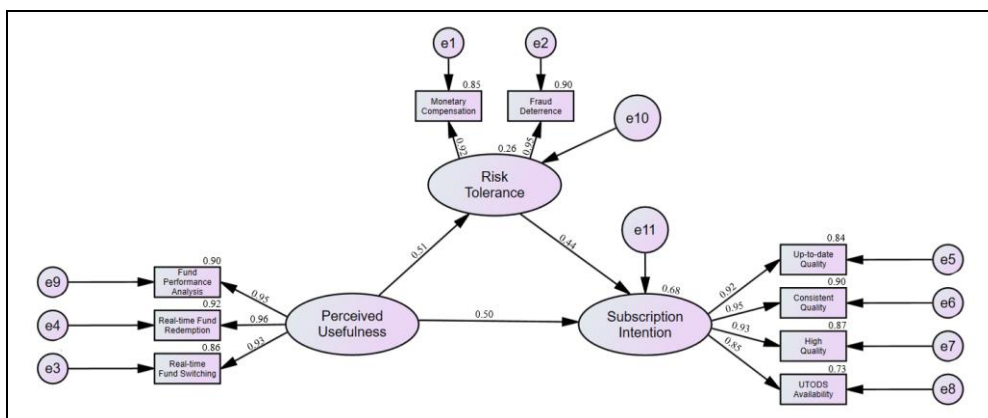 e1
e2
0.85
0.90
Monetary
Compensation
Fraud
Deterrence
e10
0.92
0.95
0.26
Risk
Tolerance
e11
0.51
0.44
0.84
Up-to-date
Quality
e5
0.90
Fund
Performance
Analysis
e9
0.95
0.68
0.92
0.90
Consistent
Quality
e6
0.92
Real-time Fund
Redemption
e4
0.96
Perceived
Usefulness
0.50
Subscription
Intention
0.95
0.93
0.87
High
Quality
e7
0.86
Real-time
Fund Switching
e3
0.93
0.85
0.73
UTODS
Availability
e8